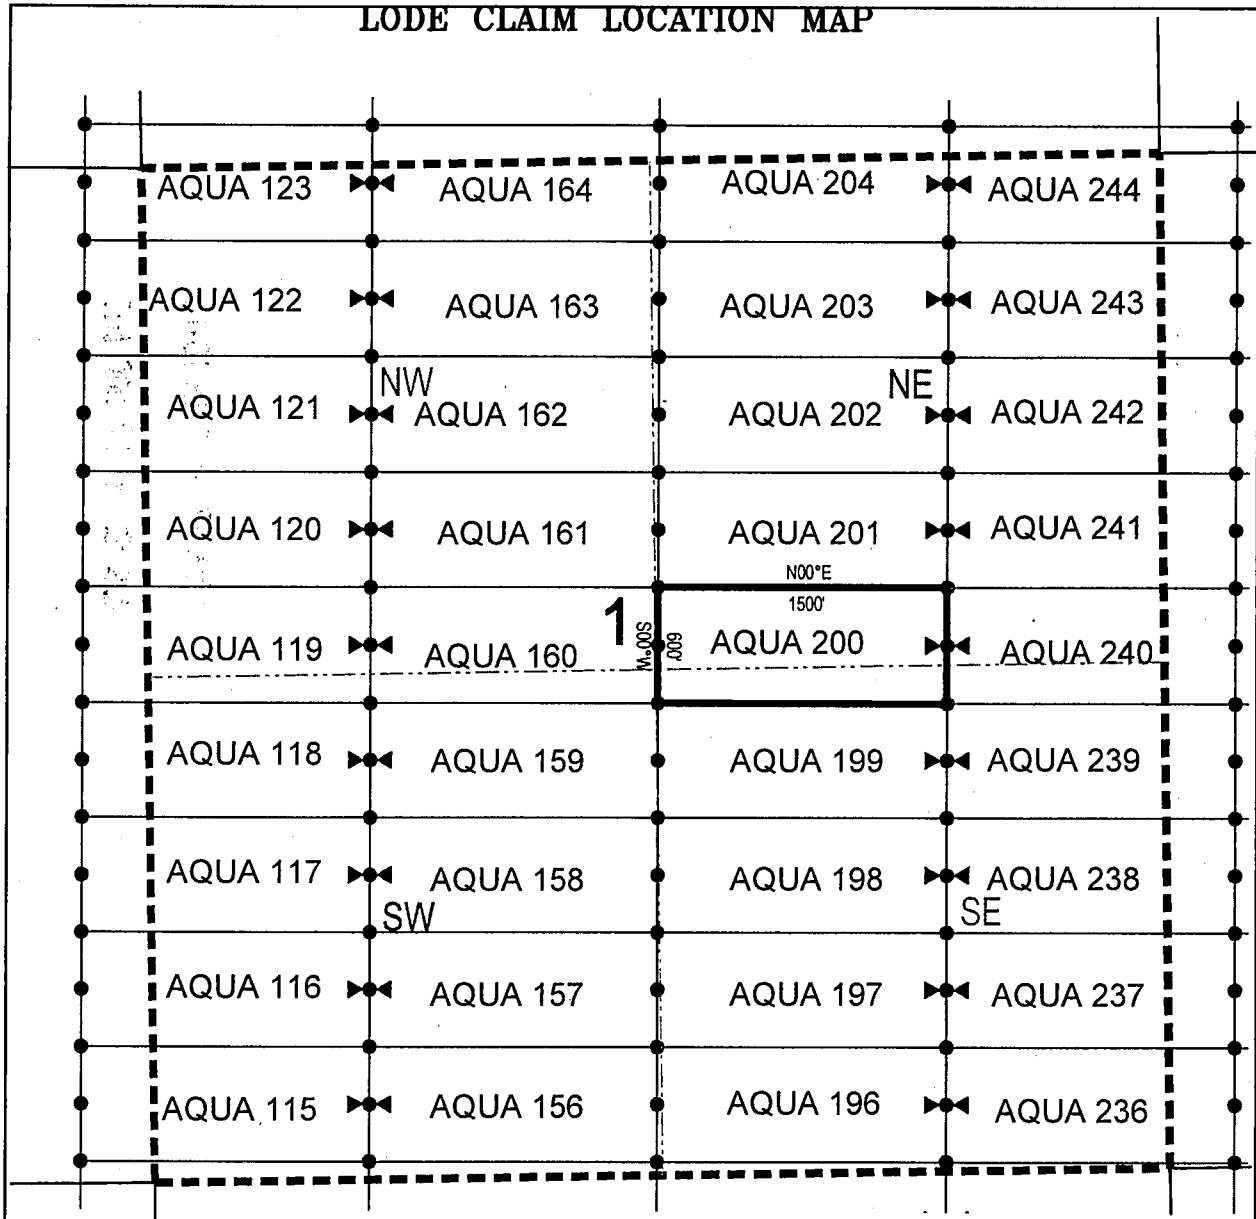 LODE CLAIM LOCATION MAP
AQUA 123 AQUA 164 AQUA 204 AQUA 244
AQUA 122 AQUA 163 AQUA 203 AQUA 243
NW NE
AQUA 121 AQUA 162 AQUA 202 AQUA 242
AQUA 120 AQUA 161 AQUA 201 AQUA 241
N00°E
1500'
1 S00°W 600'
AQUA 119 AQUA 160 AQUA 200 AQUA 240
AQUA 118 AQUA 159 AQUA 199 AQUA 239
AQUA 117 AQUA 158 AQUA 198 AQUA 238
SW SE
AQUA 116 AQUA 157 AQUA 197 AQUA 237
AQUA 115 AQUA 156 AQUA 196 AQUA 236